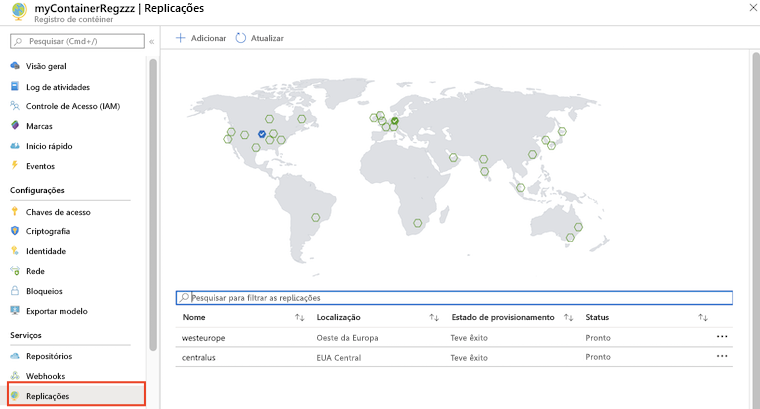 myContainerRegzzz | Replicações
Registro de contêiner
Pesquisar (Cmd+/)
Visão geral
Log de atividades
Controle de Acesso (IAM)
Marcas
Início rápido
Eventos
Configurações
Chaves de acesso
Criptografia
Identidade
Rede
Bloqueios
Exportar modelo
Serviços
Repositórios
Webhooks
Replicações
Adicionar Atualizar
Pesquisar para filtrar as replicações
Nome Localização Estado de provisionamento Status
westeurope Oeste da Europa Teve êxito Pronto
centralus EUA Central Teve êxito Pronto